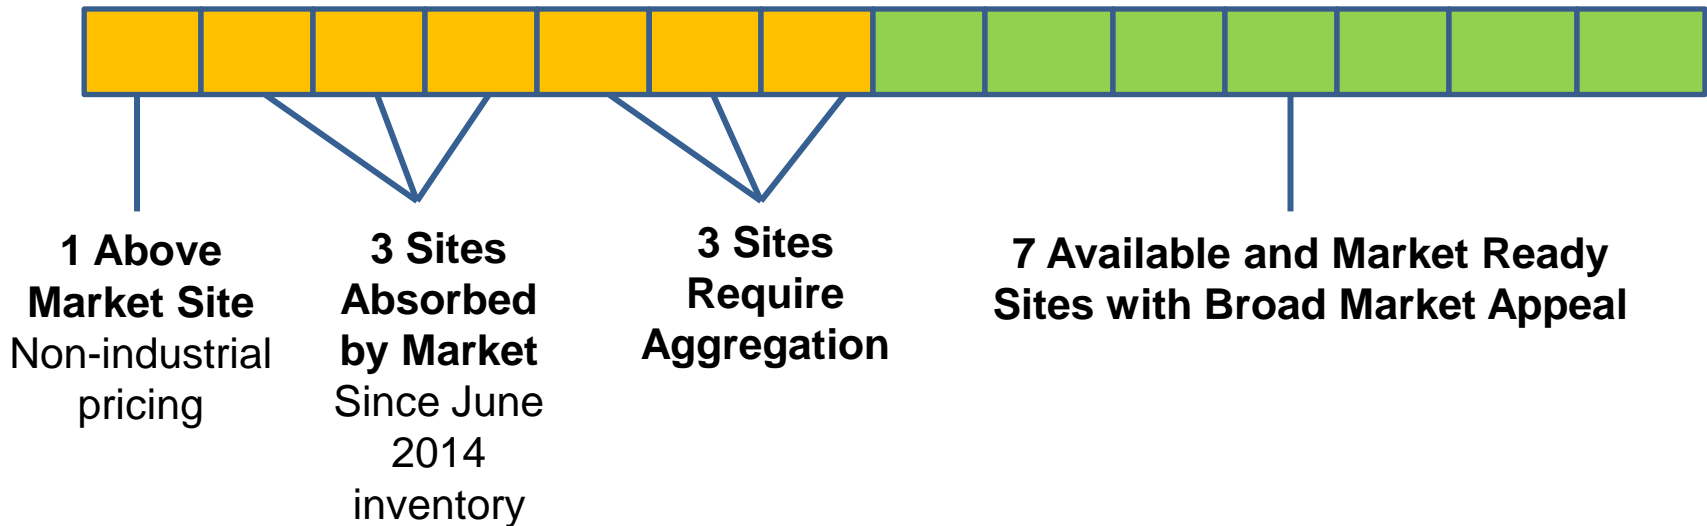 1 Above
Market Site
Non-industrial
pricing
3 Sites
Absorbed
by Market
Since June
2014
inventory
3 Sites
Require
Aggregation
7 Available and Market Ready
Sites with Broad Market Appeal